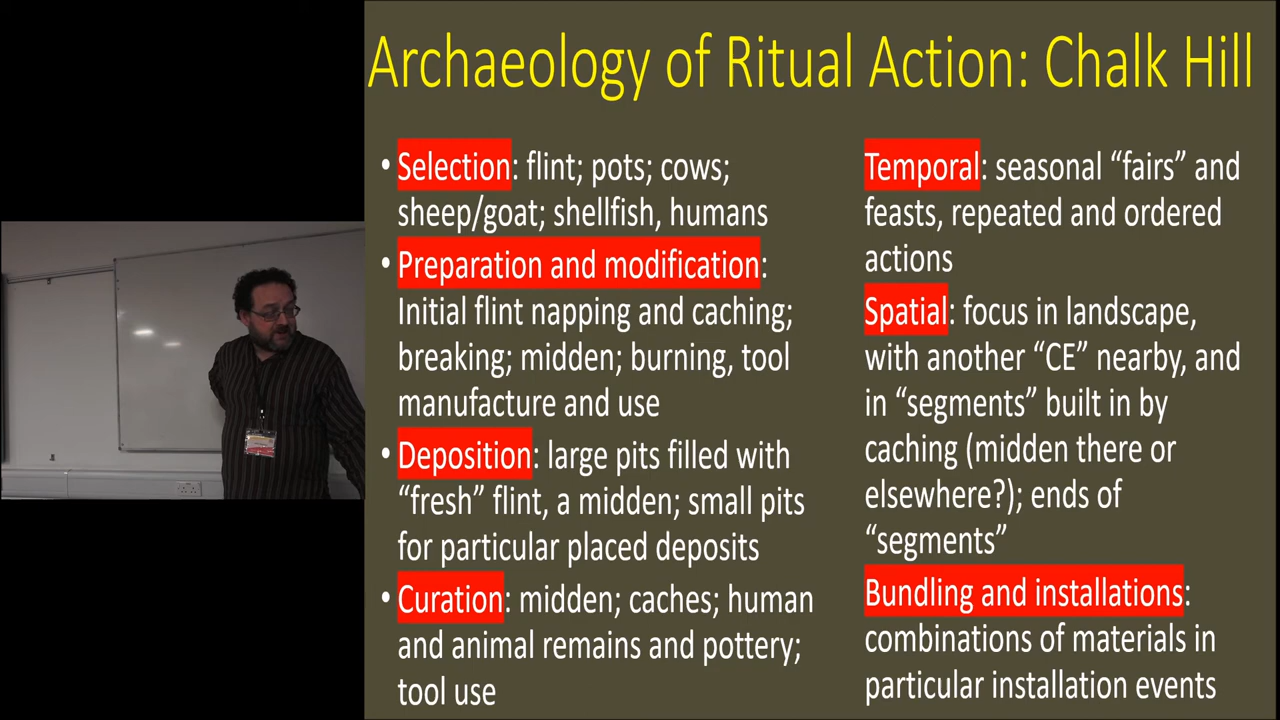 Archaeology of Ritual Action: Chalk Hill
• Selection: flint; pots; cows;
sheep/goat; shellfish, humans
• Preparation and modification:
Initial flint napping and caching;
breaking; midden; burning, tool
manufacture and use
• Deposition: large pits filled with
“fresh” flint, a midden; small pits
for particular placed deposits
• Curation: midden; caches; human
and animal remains and pottery;
tool use
Temporal: seasonal “fairs” and
feasts, repeated and ordered
actions
Spatial: focus in landscape,
with another “CE” nearby, and
in “segments” built in by
caching (midden there or
elsewhere?); ends of
“segments”
Bundling and installations:
combinations of materials in
particular installation events